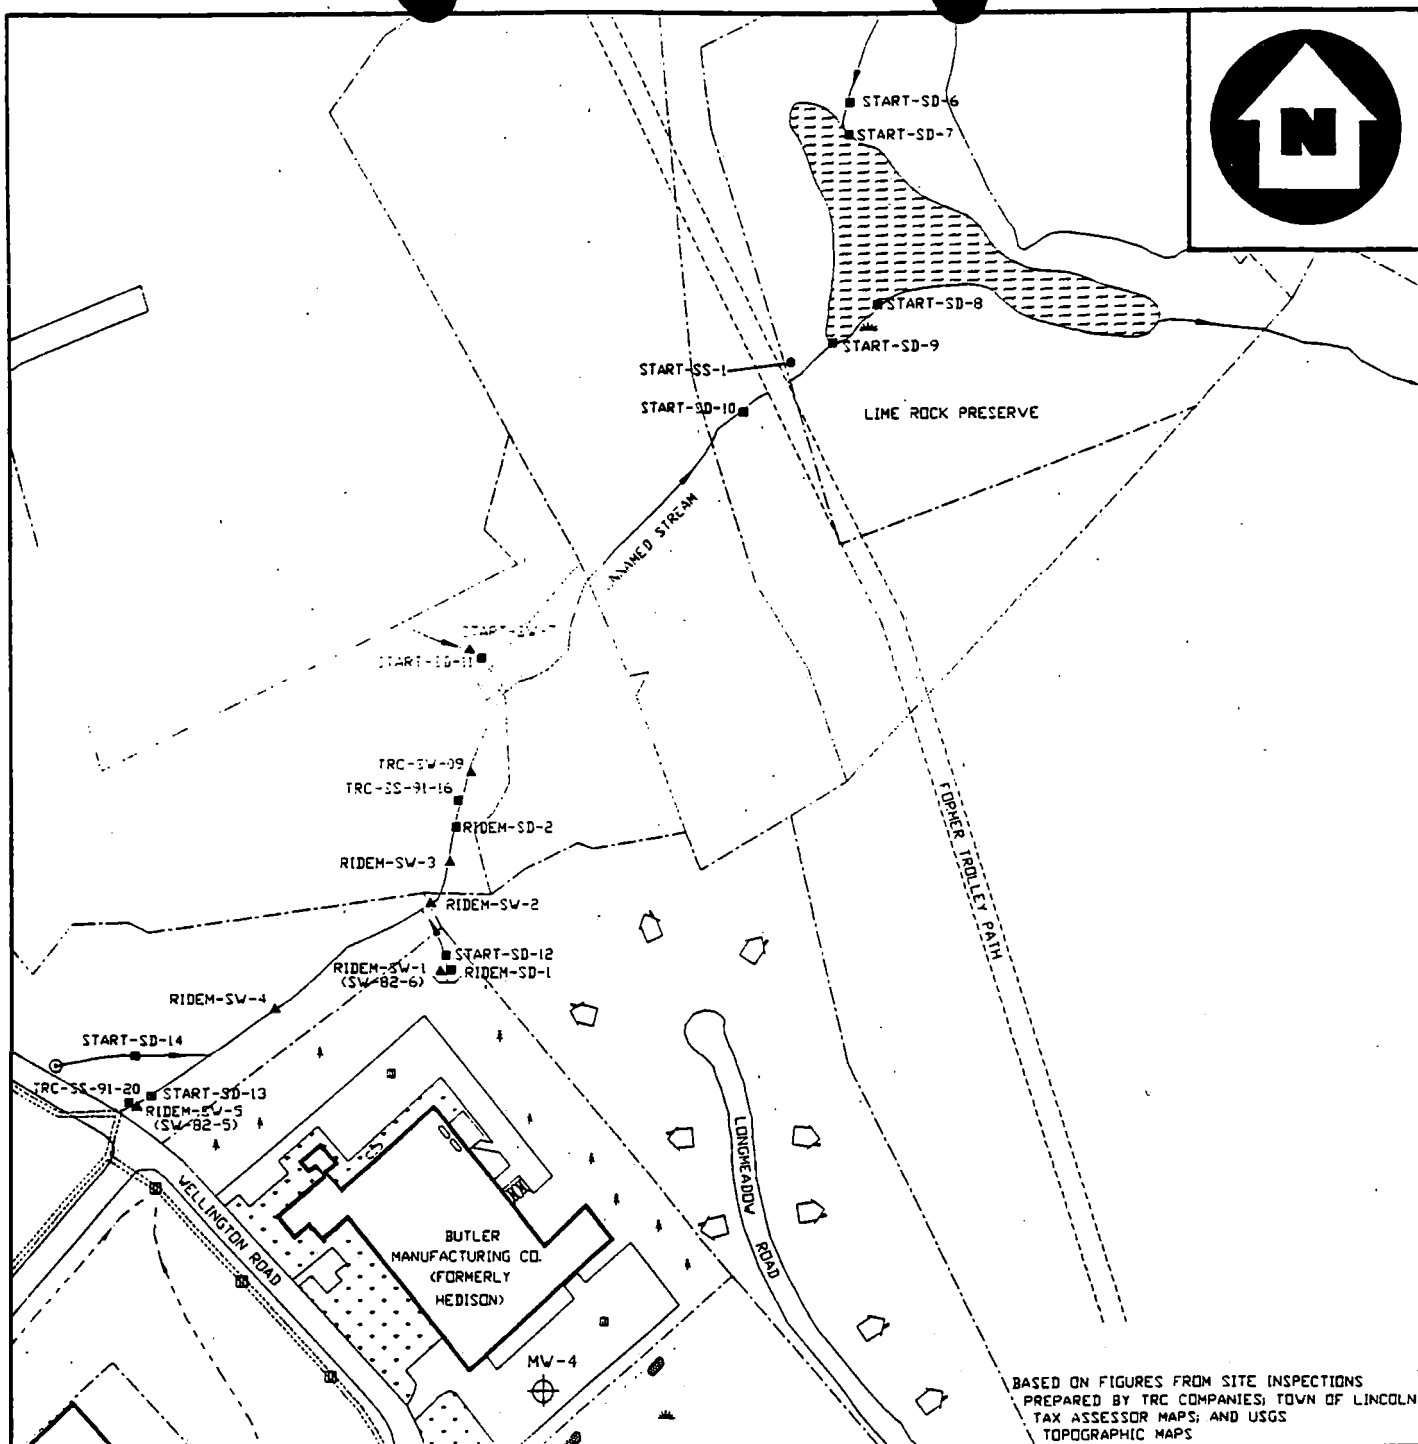 N
START-SD-6
START-SD-7
START-SD-8
START-SD-9
START-SS-1
START-SD-10
LIME ROCK PRESERVE
STREAM
START-SD-11
TRC-SW-09
TRC-SS-91-16
RIDEM-SD-2
RIDEM-SW-3
RIDEM-SW-2
FORMER TROLLEY PATH
START-SD-12
RIDEM-SW-1
RIDEM-SD-1
(SW-82-6)
RIDEM-SW-4
START-SD-14
TRC-SS-91-20
START-SD-13
RIDEM-SW-5
(SW-82-5)
WELLINGTON ROAD
LONGMEADOW
ROAD
BUTLER
MANUFACTURING CO.
(FORMERLY
HEDISON)
MW-4
BASED ON FIGURES FROM SITE INSPECTIONS
PREPARED BY TRC COMPANIES; TOWN OF LINCOLN
TAX ASSESSOR MAPS; AND USGS
TOPOGRAPHIC MAPS